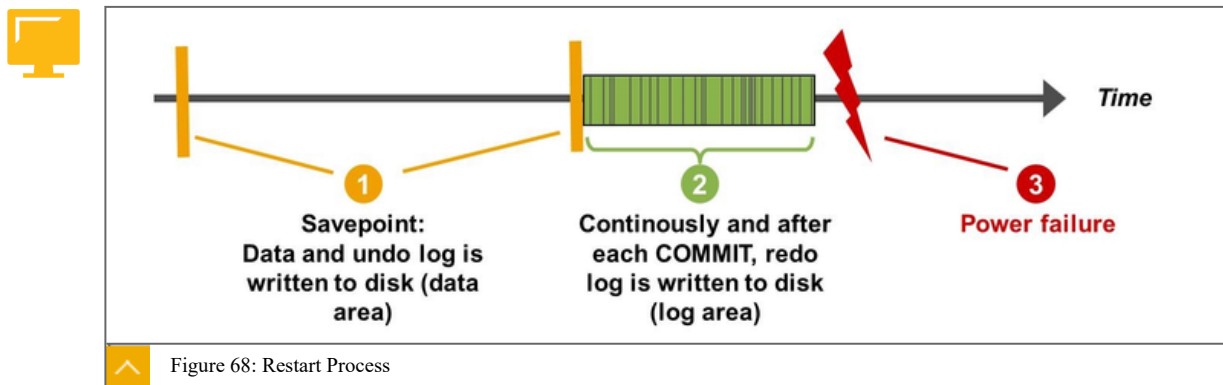 Time
1
2
3
Savepoint:
Data and undo log is
written to disk (data
area)
Continously and after
each COMMIT, redo
log is written to disk
(log area)
Power failure
Figure 68: Restart Process